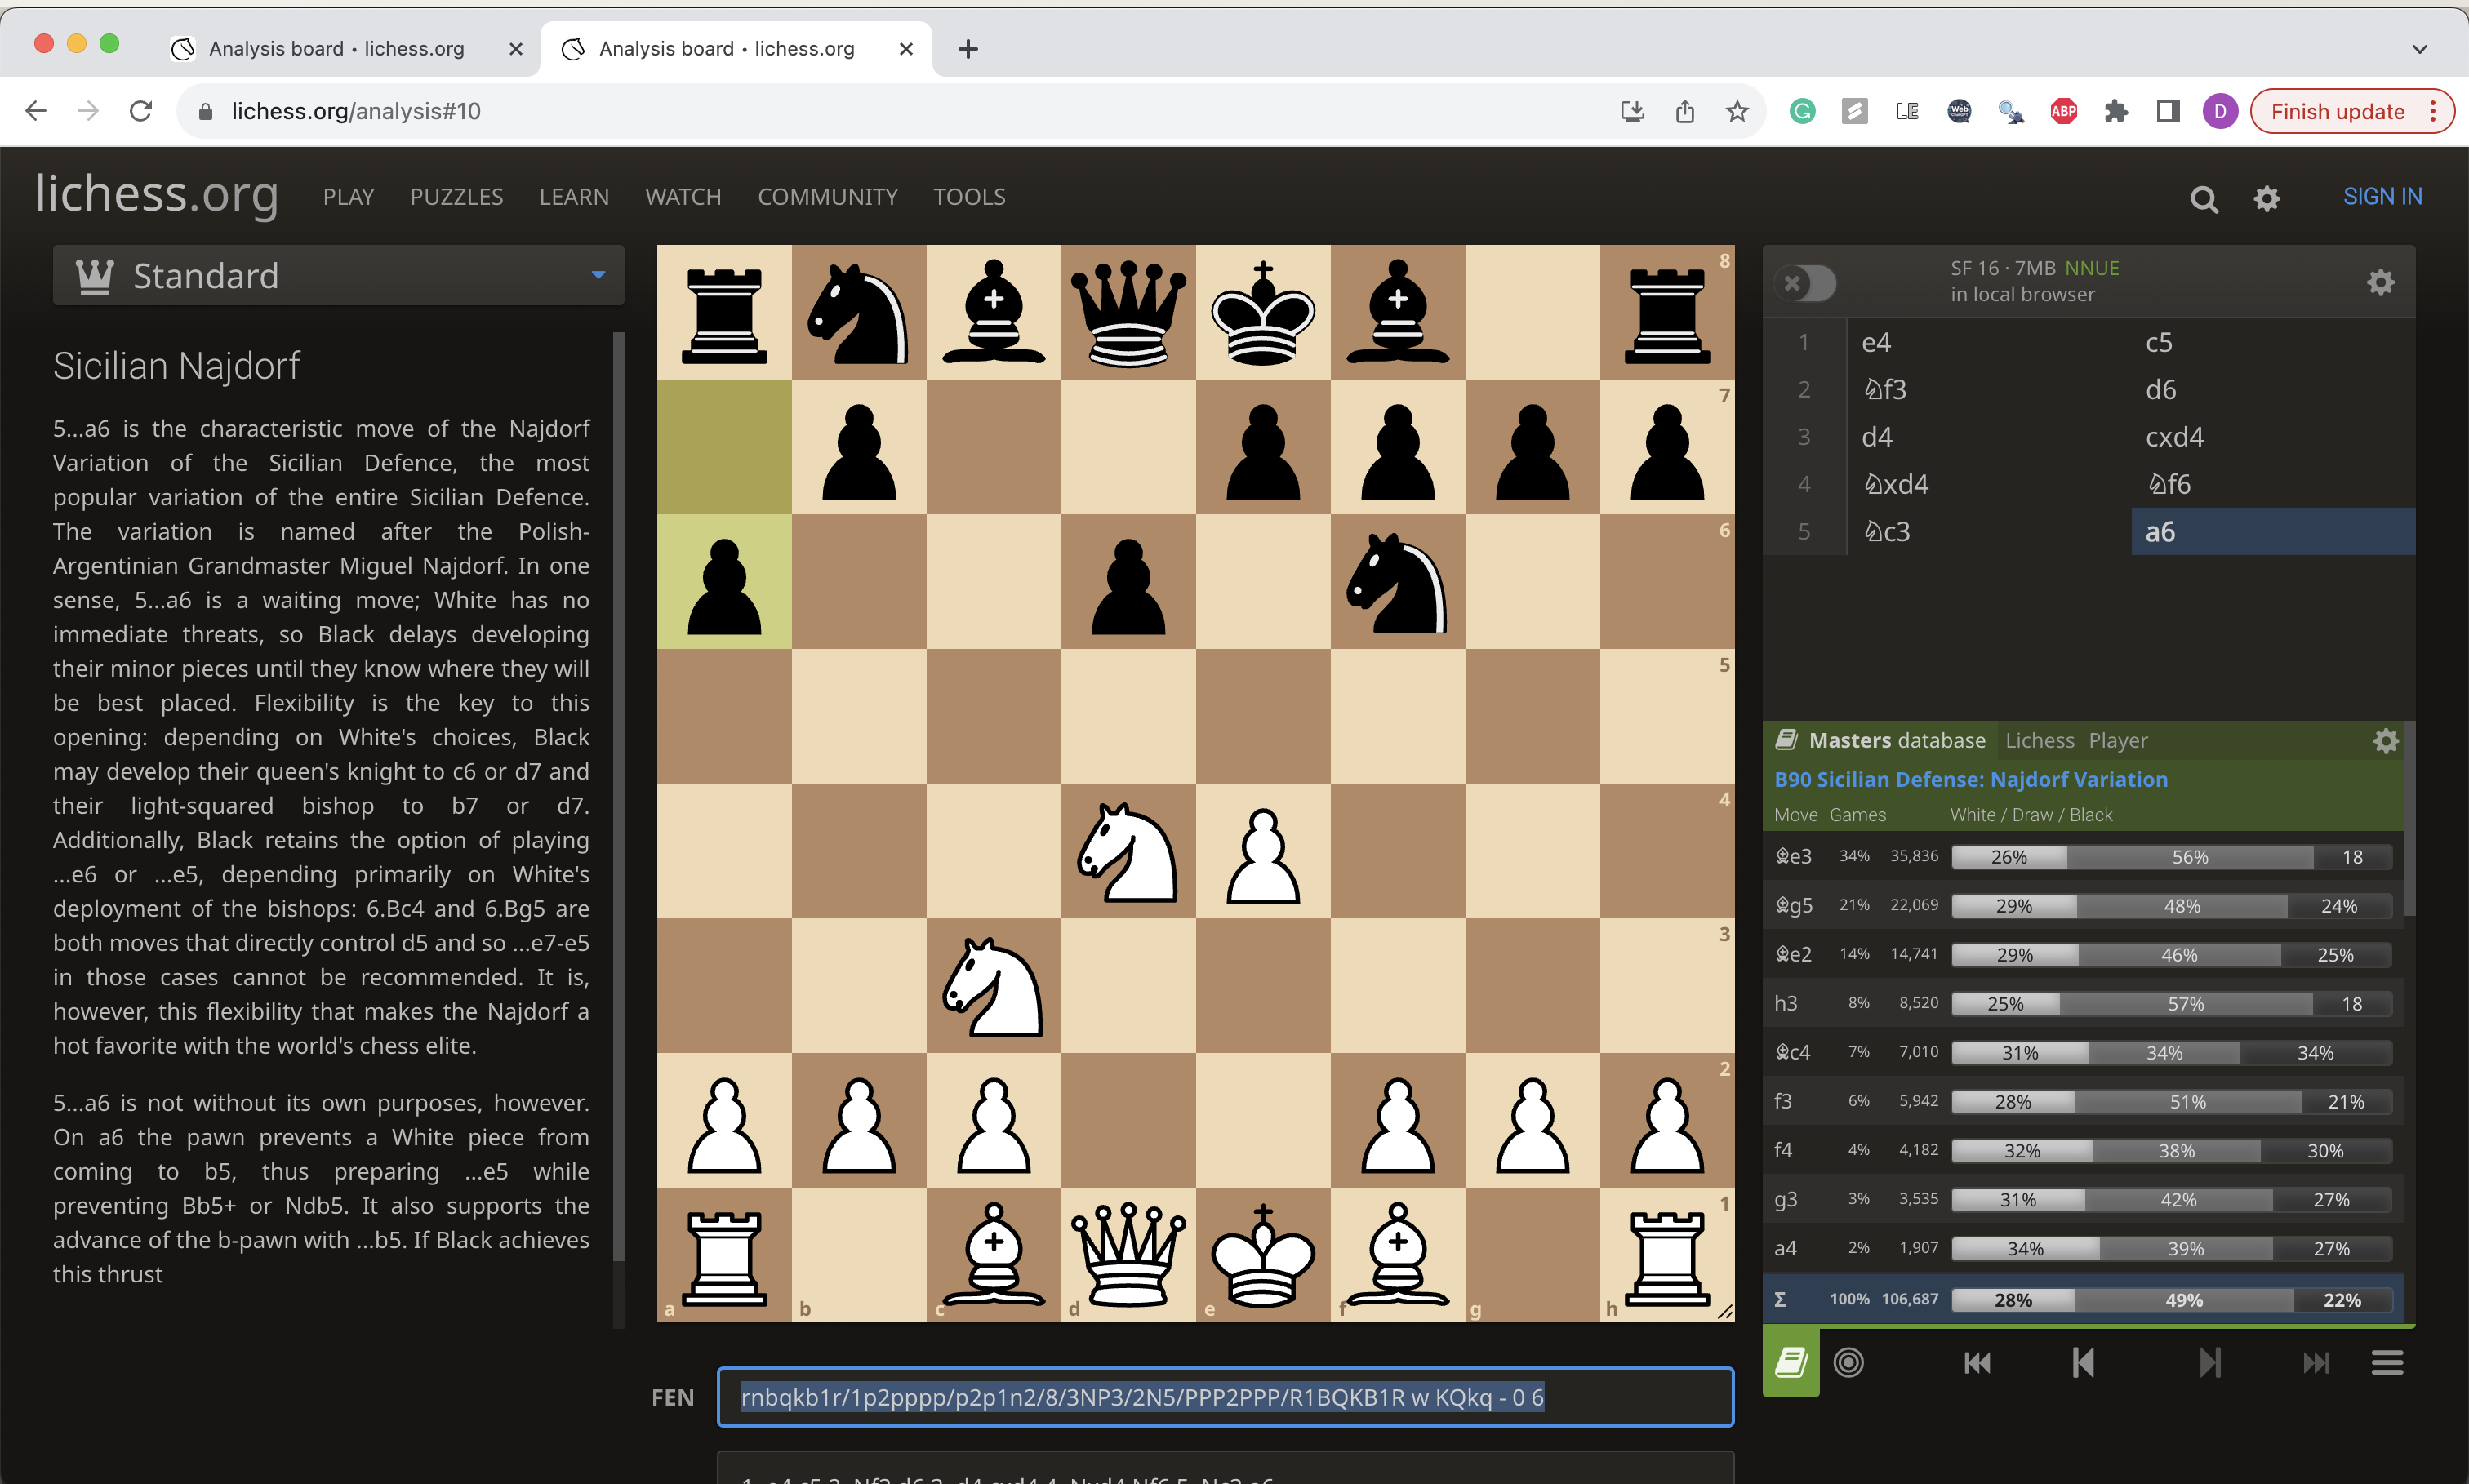 Analysis board • lichess.org
Analysis board • lichess.org
lichess.org/analysis#10
LE
Web
ABP
D
Finish update
lichess.org
PLAY
PUZZLES
LEARN
WATCH
COMMUNITY
TOOLS
SIGN IN
Standard
Sicilian Najdorf
5...a6 is the characteristic move of the Najdorf
Variation of the Sicilian Defence, the most
popular variation of the entire Sicilian Defence.
The variation is named after the Polish-
Argentinian Grandmaster Miguel Najdorf. In one
sense, 5...a6 is a waiting move; White has no
immediate threats, so Black delays developing
their minor pieces until they know where they will
be best placed. Flexibility is the key to this
opening: depending on White's choices, Black
may develop their queen's knight to c6 or d7 and
their light-squared bishop to b7 or d7.
Additionally, Black retains the option of playing
...e6 or ...e5, depending primarily on White's
deployment of the bishops: 6.Bc4 and 6.Bg5 are
both moves that directly control d5 and so ...e7-e5
in those cases cannot be recommended. It is,
however, this flexibility that makes the Najdorf a
hot favorite with the world's chess elite.
5...a6 is not without its own purposes, however.
On a6 the pawn prevents a White piece from
coming to b5, thus preparing ...e5 while
preventing Bb5+ or Ndb5. It also supports the
advance of the b-pawn with ...b5. If Black achieves
this thrust
8
7
6
5
4
3
2
1
a b c d e f g h
FEN rnbqkb1r/1p2pppp/p2p1n2/8/3NP3/2N5/PPP2PPP/R1BQKB1R w KQkq - 0 6
1. e4 c5 2. Nf3 d6 3. d4 cxd4 4. Nxd4 Nf6 5. Nc3 a6
SF 16 · 7MB NNUE
in local browser
1 e4 c5
2 ♘f3 d6
3 d4 cxd4
4 ♘xd4 ♘f6
5 ♘c3 a6
Masters database Lichess Player
B90 Sicilian Defense: Najdorf Variation
Move Games White / Draw / Black
♗e3 34% 35,836 26% 56% 18
♗g5 21% 22,069 29% 48% 24%
♗e2 14% 14,741 29% 46% 25%
h3 8% 8,520 25% 57% 18
♗c4 7% 7,010 31% 34% 34%
f3 6% 5,942 28% 51% 21%
f4 4% 4,182 32% 38% 30%
g3 3% 3,535 31% 42% 27%
a4 2% 1,907 34% 39% 27%
Σ 100% 106,687 28% 49% 22%